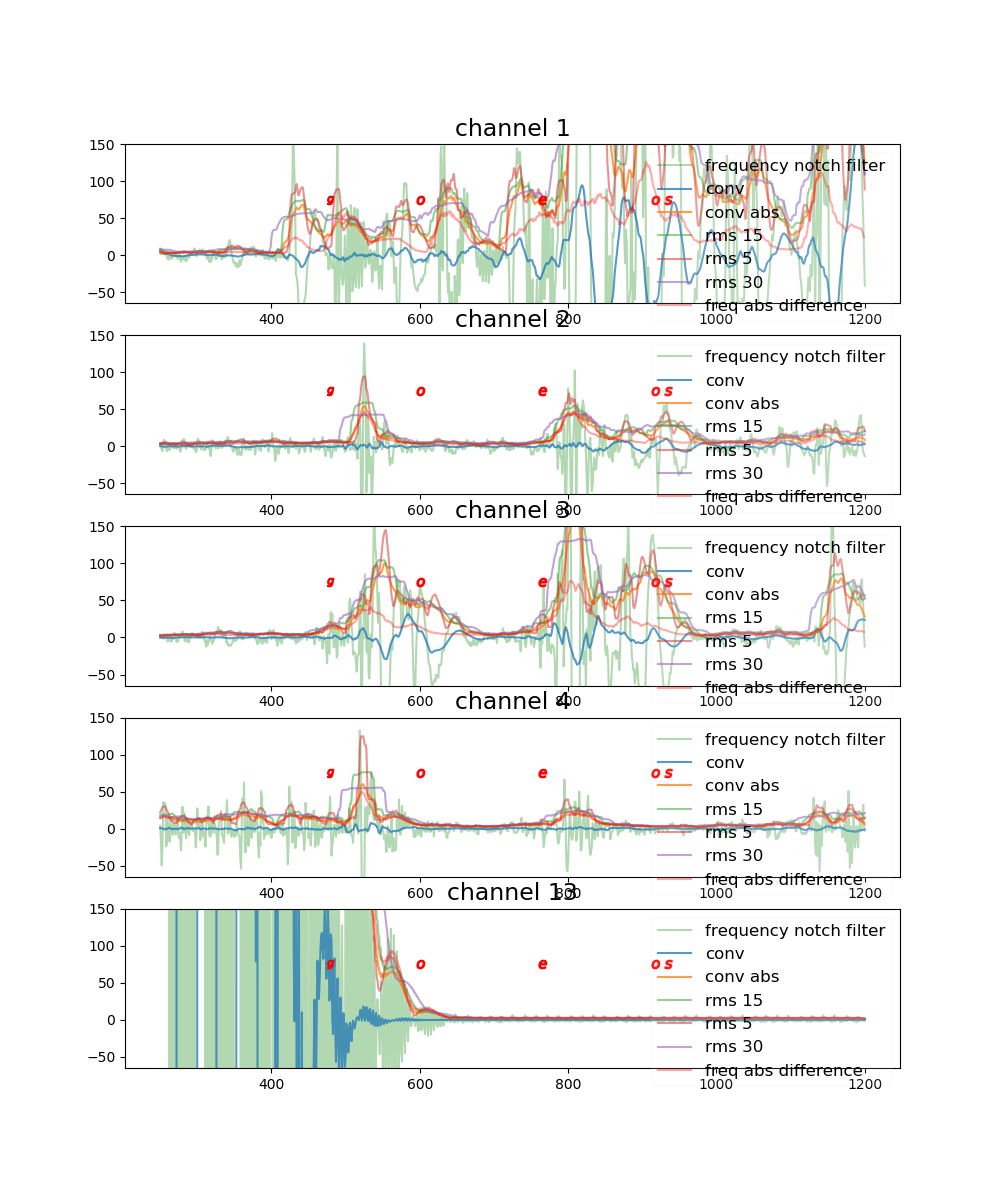 channel 1
150
100
50
0
−50
g o e o s
frequency notch filter
conv
conv abs
rms 15
rms 5
rms 30
freq abs difference
400 600 800 1000 1200
channel 2
150
100
50
0
−50
g o e o s
frequency notch filter
conv
conv abs
rms 15
rms 5
rms 30
freq abs difference
400 600 800 1000 1200
channel 3
150
100
50
0
−50
g o e o s
frequency notch filter
conv
conv abs
rms 15
rms 5
rms 30
freq abs difference
400 600 800 1000 1200
channel 4
150
100
50
0
−50
g o e o s
frequency notch filter
conv
conv abs
rms 15
rms 5
rms 30
freq abs difference
400 600 800 1000 1200
channel 13
150
100
50
0
−50
g o e o s
frequency notch filter
conv
conv abs
rms 15
rms 5
rms 30
freq abs difference
400 600 800 1000 1200